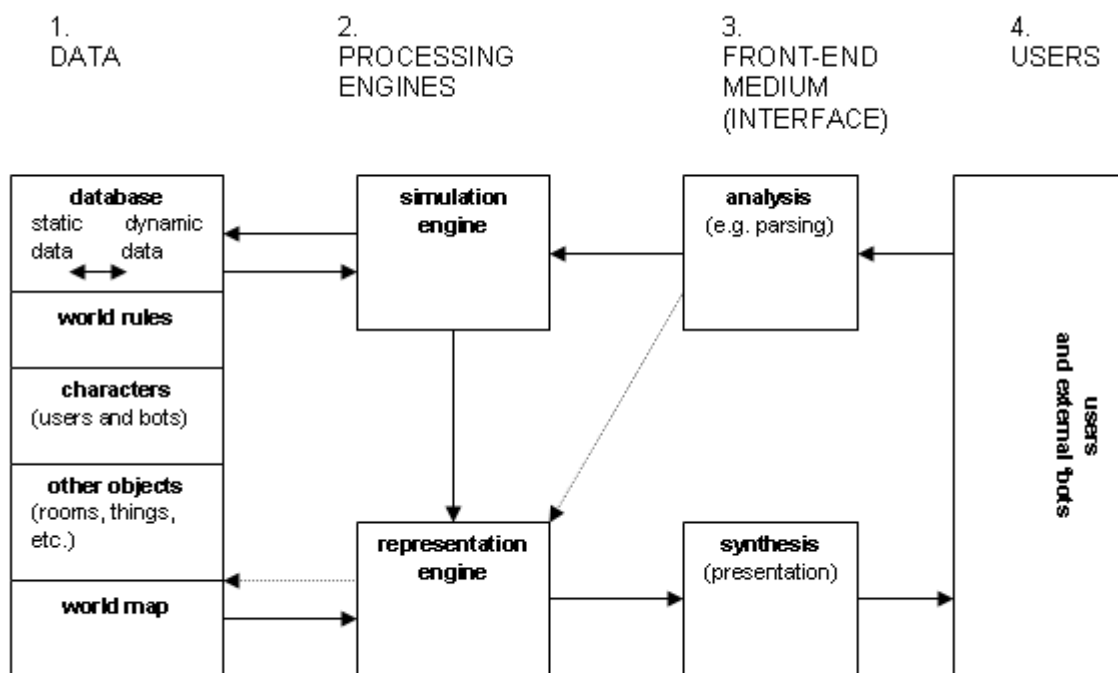 1.
DATA
2.
PROCESSING
ENGINES
3.
FRONT-END
MEDIUM
(INTERFACE)
4.
USERS
database
static dynamic
data data
world rules
characters
(users and bots)
other objects
(rooms, things,
etc.)
world map
simulation
engine
representation
engine
analysis
(e.g. parsing)
synthesis
(presentation)
users
and external 'bots